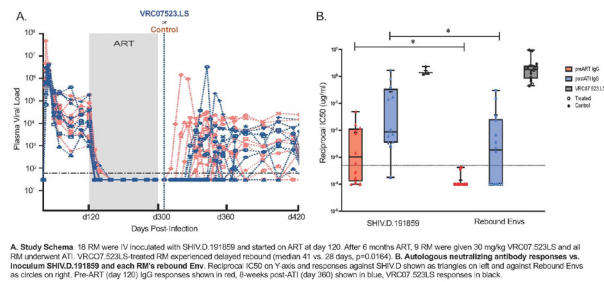 A.
VRC07523.LS
or
Control
ART
Plasma Viral Load
d120
d300
d360
d420
Days Post-Infection
B.
*
*
preART IgG
postATI IgG
VRC07 523.LS
Treated
Control
Reciprocal IC50 (ug/ml)
SHIV.D.191859
Rebound Envs
A. Study Schema. 18 RM were IV inoculated with SHIV.D.191859 and started on ART at day 120. After 6 months ART, 9 RM were given 30 mg/kg VRC07.523LS and all
RM underwent ATI. VRC07.523LS-treated RM experienced delayed rebound (median 41 vs. 28 days, p=0.0164). B. Autologous neutralizing antibody responses vs.
Inoculum SHIV.D.191859 and each RM's rebound Env. Reciprocal IC50 on Y-axis and responses against SHIV.D shown as triangles on left and against Rebound Envs
as circles on right. Pre-ART (day 120) IgG responses shown in red, 8-weeks post-ATI (day 360) shown in blue, VRC07.523LS responses in black.